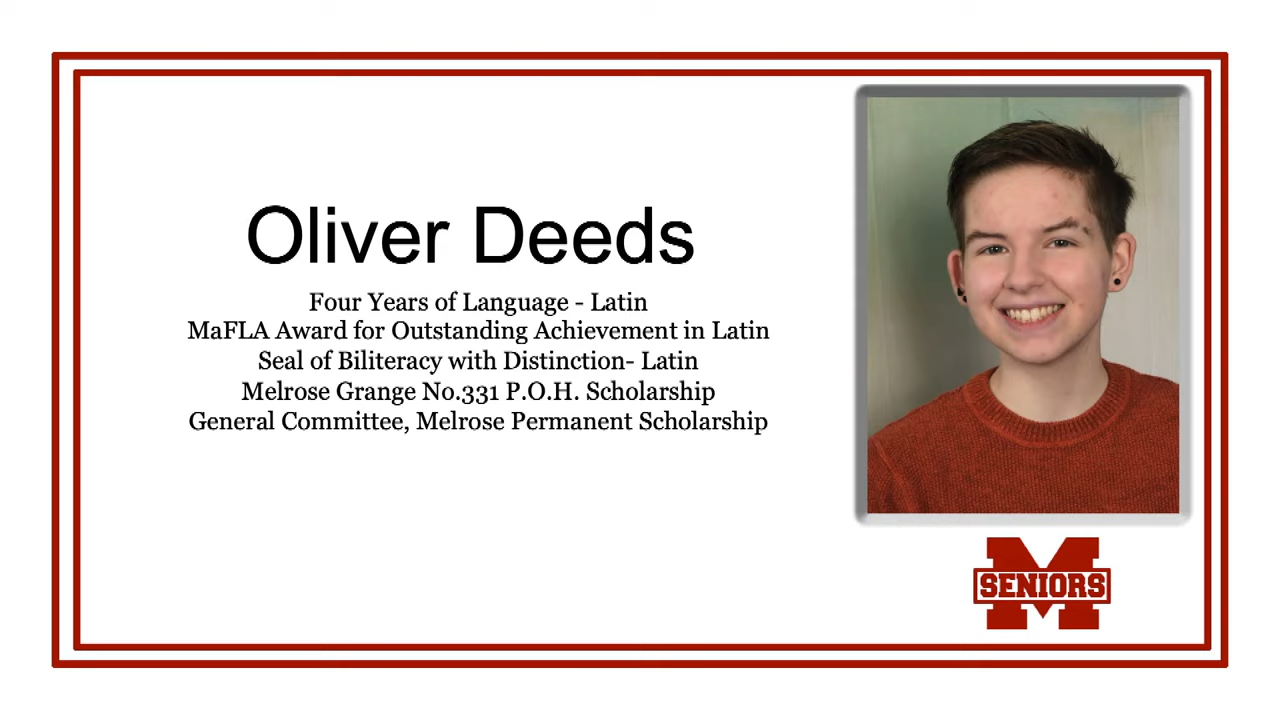 Oliver Deeds
Four Years of Language - Latin
MaFLA Award for Outstanding Achievement in Latin
Seal of Biliteracy with Distinction- Latin
Melrose Grange No.331 P.O.H. Scholarship
General Committee, Melrose Permanent Scholarship
M
SENIORS